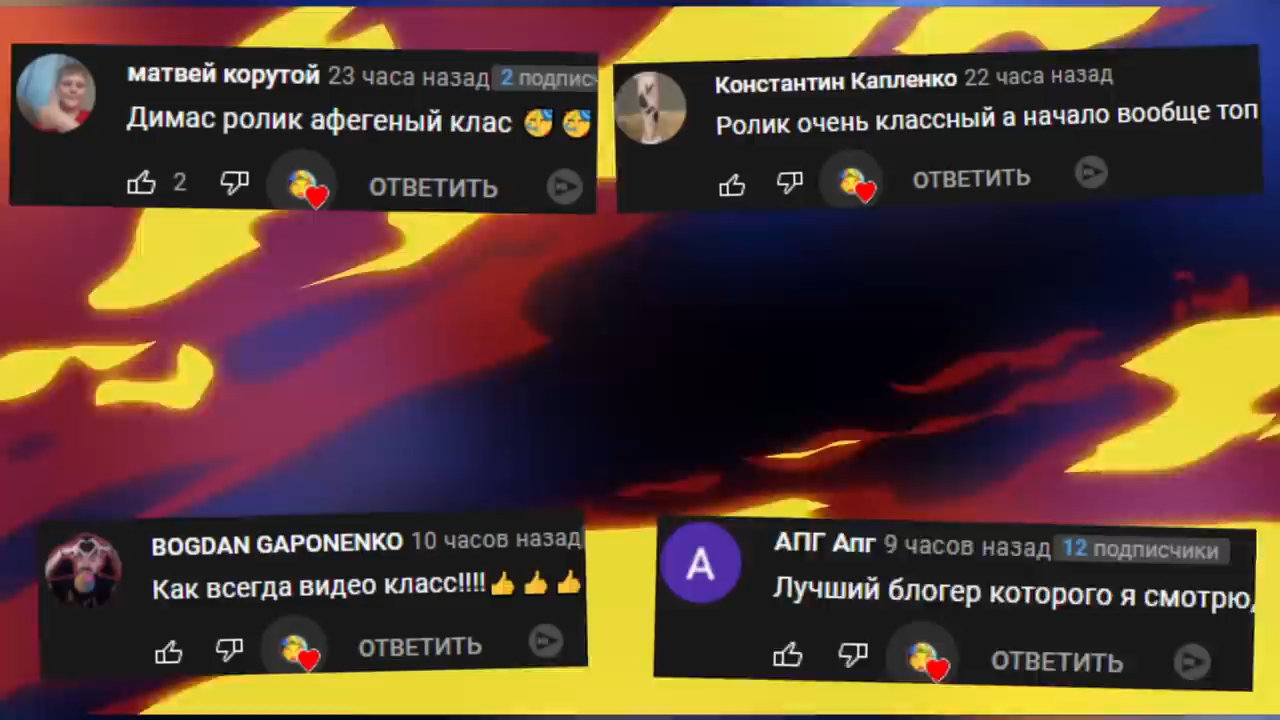 матвей корутой 23 часа назад 2 подписч
Димас ролик афегеный клас
2 ОТВЕТИТЬ
Константин Капленко 22 часа назад
Ролик очень классный а начало вообще топ
ОТВЕТИТЬ
BOGDAN GAPONENKO 10 часов назад
Как всегда видео класс!!!!
ОТВЕТИТЬ
А
АПГ Апг 9 часов назад 12 подписчики
Лучший блогер которого я смотрю,
ОТВЕТИТЬ